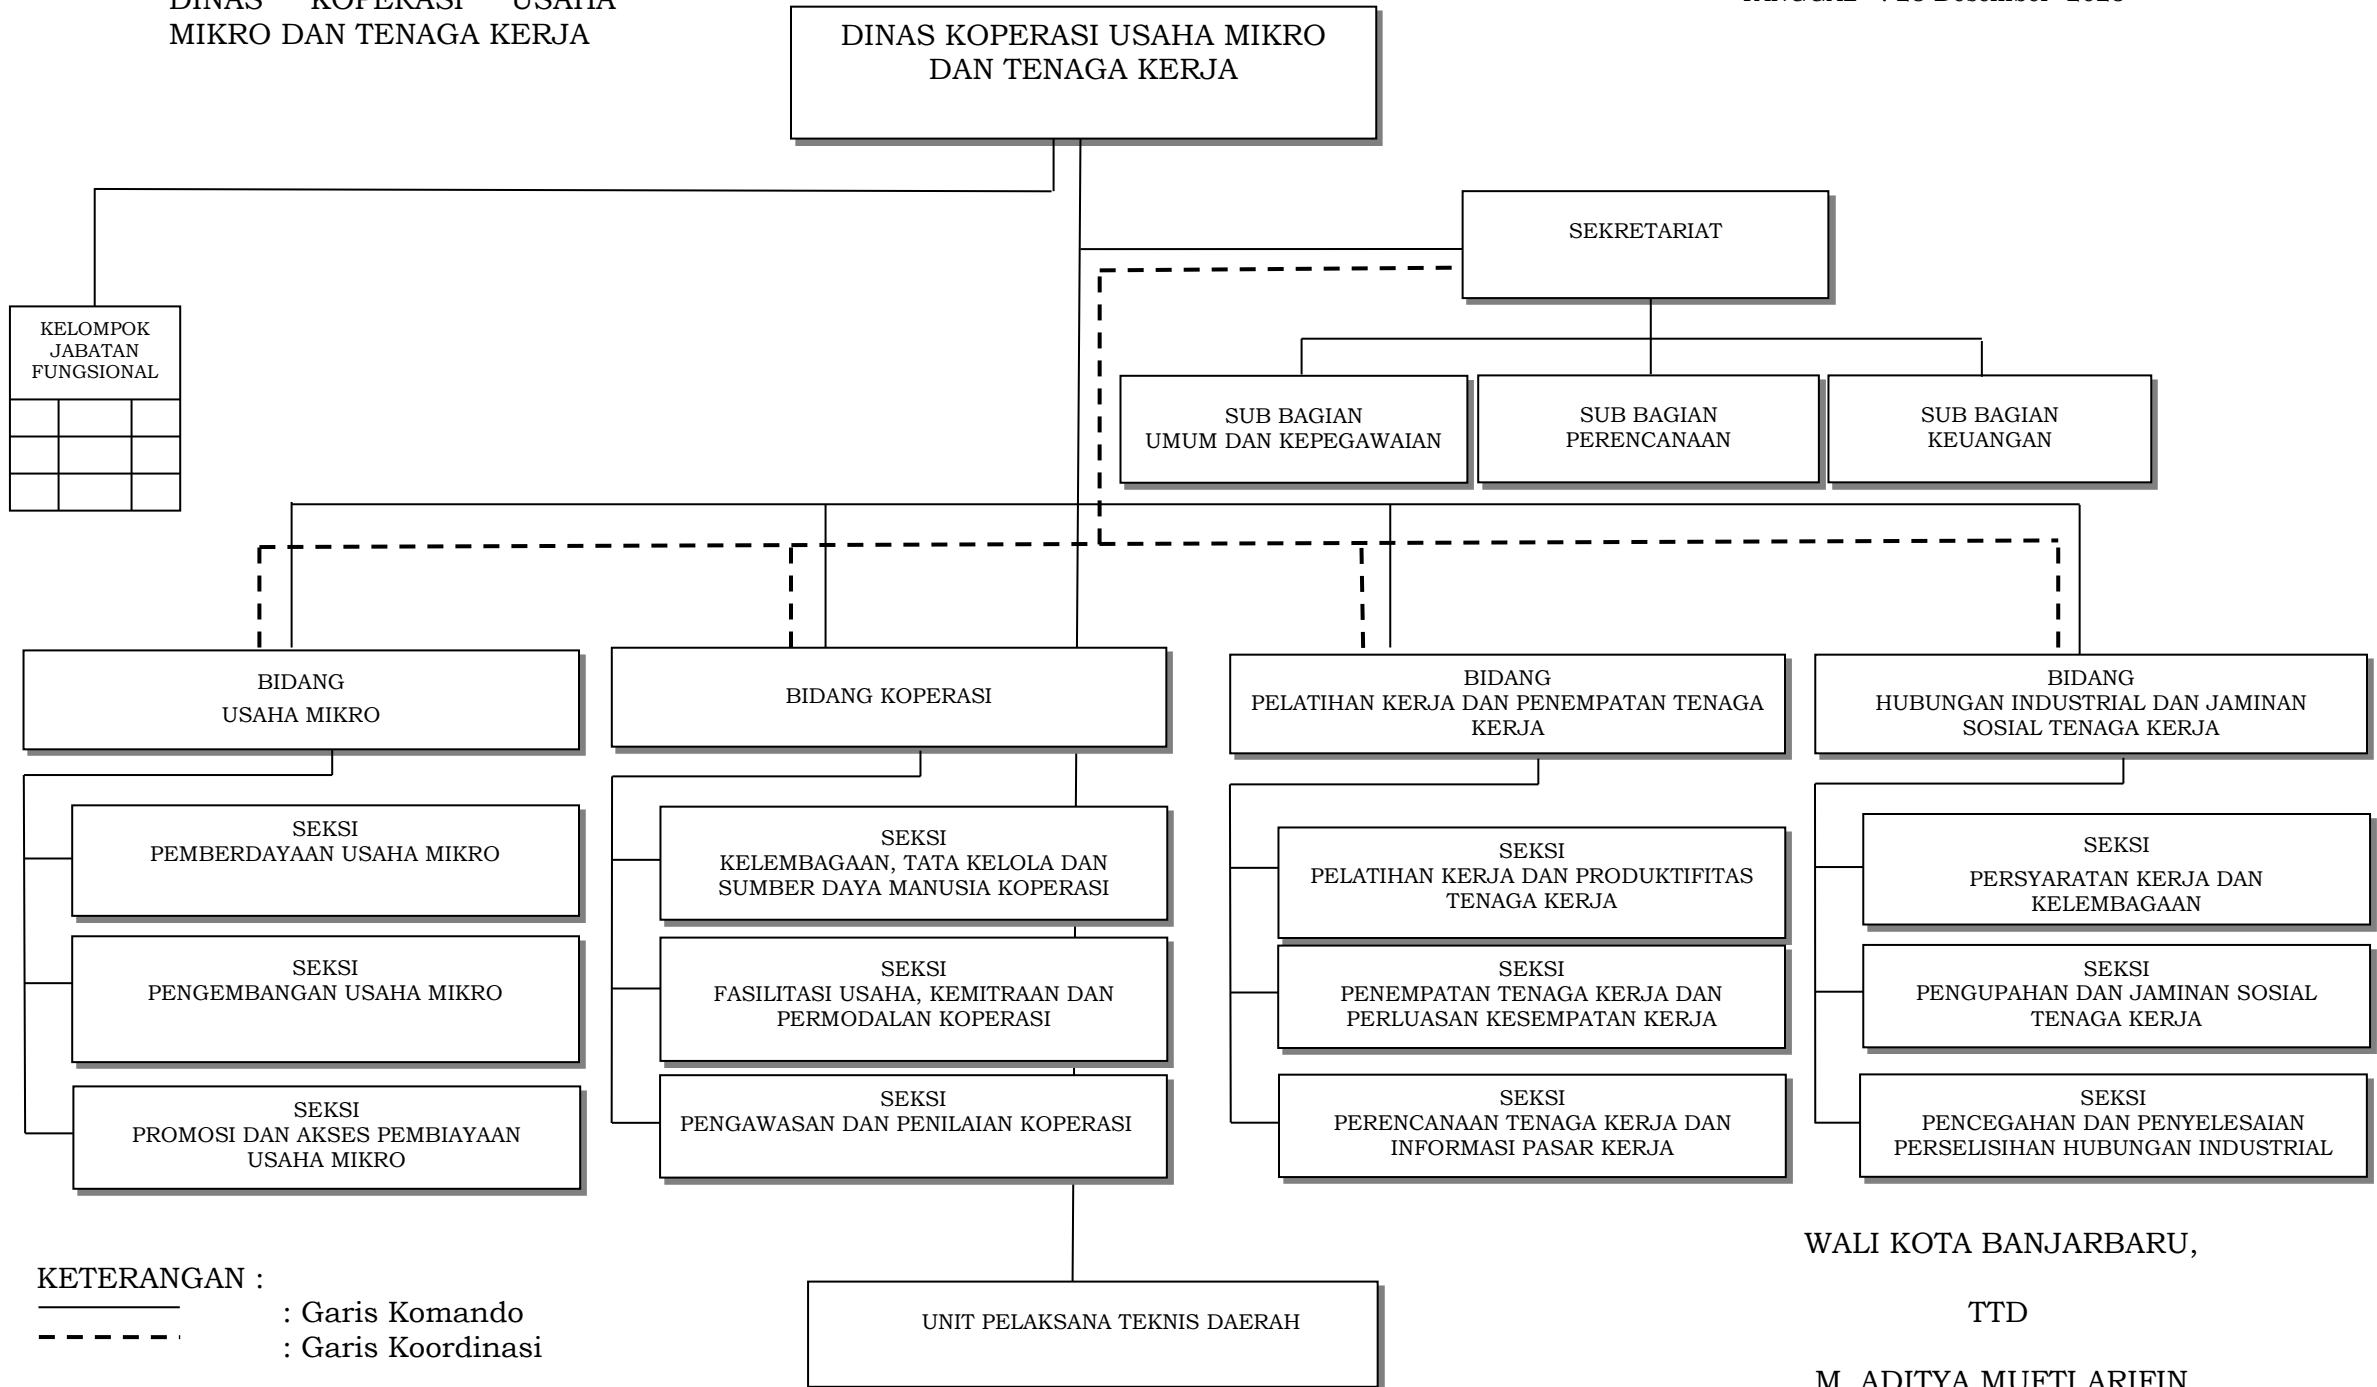 DINAS KOPERASI USAHA
MIKRO DAN TENAGA KERJA
DINAS KOPERASI USAHA MIKRO
DAN TENAGA KERJA
SEKRETARIAT
KELOMPOK
JABATAN
FUNGSIONAL
SUB BAGIAN
UMUM DAN KEPEGAWAIAN
SUB BAGIAN
PERENCANAAN
SUB BAGIAN
KEUANGAN
BIDANG
USAHA MIKRO
BIDANG KOPERASI
BIDANG
PELATIHAN KERJA DAN PENEMPATAN TENAGA
KERJA
BIDANG
HUBUNGAN INDUSTRIAL DAN JAMINAN
SOSIAL TENAGA KERJA
SEKSI
PEMBERDAYAAN USAHA MIKRO
SEKSI
PENGEMBANGAN USAHA MIKRO
SEKSI
PROMOSI DAN AKSES PEMBIAYAAN
USAHA MIKRO
SEKSI
KELEMBAGAAN, TATA KELOLA DAN
SUMBER DAYA MANUSIA KOPERASI
SEKSI
FASILITASI USAHA, KEMITRAAN DAN
PERMODALAN KOPERASI
SEKSI
PENGAWASAN DAN PENILAIAN KOPERASI
SEKSI
PELATIHAN KERJA DAN PRODUKTIFITAS
TENAGA KERJA
SEKSI
PENEMPATAN TENAGA KERJA DAN
PERLUASAN KESEMPATAN KERJA
SEKSI
PERENCANAAN TENAGA KERJA DAN
INFORMASI PASAR KERJA
SEKSI
PERSYARATAN KERJA DAN
KELEMBAGAAN
SEKSI
PENGUPAHAN DAN JAMINAN SOSIAL
TENAGA KERJA
SEKSI
PENCEGAHAN DAN PENYELESAIAN
PERSELISIHAN HUBUNGAN INDUSTRIAL
UNIT PELAKSANA TEKNIS DAERAH
KETERANGAN :
: Garis Komando
: Garis Koordinasi
WALI KOTA BANJARBARU,
TTD
M. ADITYA MUFTI ARIFIN